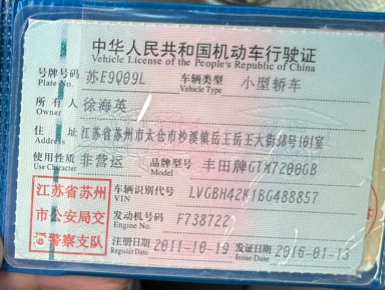 中华人民共和国机动车行驶证
Vehicle License of the People's Republic of China
号牌号码 苏E9Q09L 车辆类型 小型轿车
Plate No. Vehicle Type
所有人 徐海英
Owner
住址 江苏省苏州市太仓市沙溪镇岳王岳王大街38号101室
Address
使用性质 非营运 品牌型号 丰田牌GTM7200GB
Use Character Model
江苏省苏州市公安局交通警察支队
车辆识别代号 LVGBH42K1BG488857
VIN
发动机号码 F738722
Engine No.
注册日期 2011-10-19 发证日期 2016-01-13
Register Date Issue Date